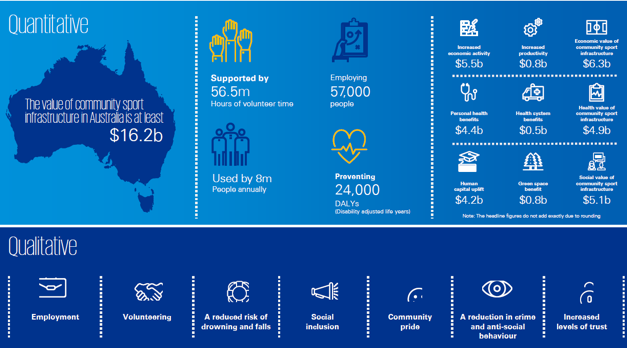 Quantitative
The value of community sport
infrastructure in Australia is at least
$16.2b
Supported by
56.5m
Hours of volunteer time
Employing
57,000
people
Used by 8m
People annually
Preventing
24,000
DALYs
(Disability adjusted life years)
Increased
economic activity
$5.5b
Increased
productivity
$0.8b
Economic value of
community sport
infrastructure
$6.3b
Personal health
benefits
$4.4b
Health system
benefits
$0.5b
Health value of
community sport
infrastructure
$4.9b
Human
capital uplift
$4.2b
Green space
benefit
$0.8b
Social value of
community sport
infrastructure
$5.1b
Note: The headline figures do not add exactly due to rounding
Qualitative
Employment
Volunteering
A reduced risk of
drowning and falls
Social
inclusion
Community
pride
A reduction in crime
and anti-social
behaviour
Increased
levels of trust